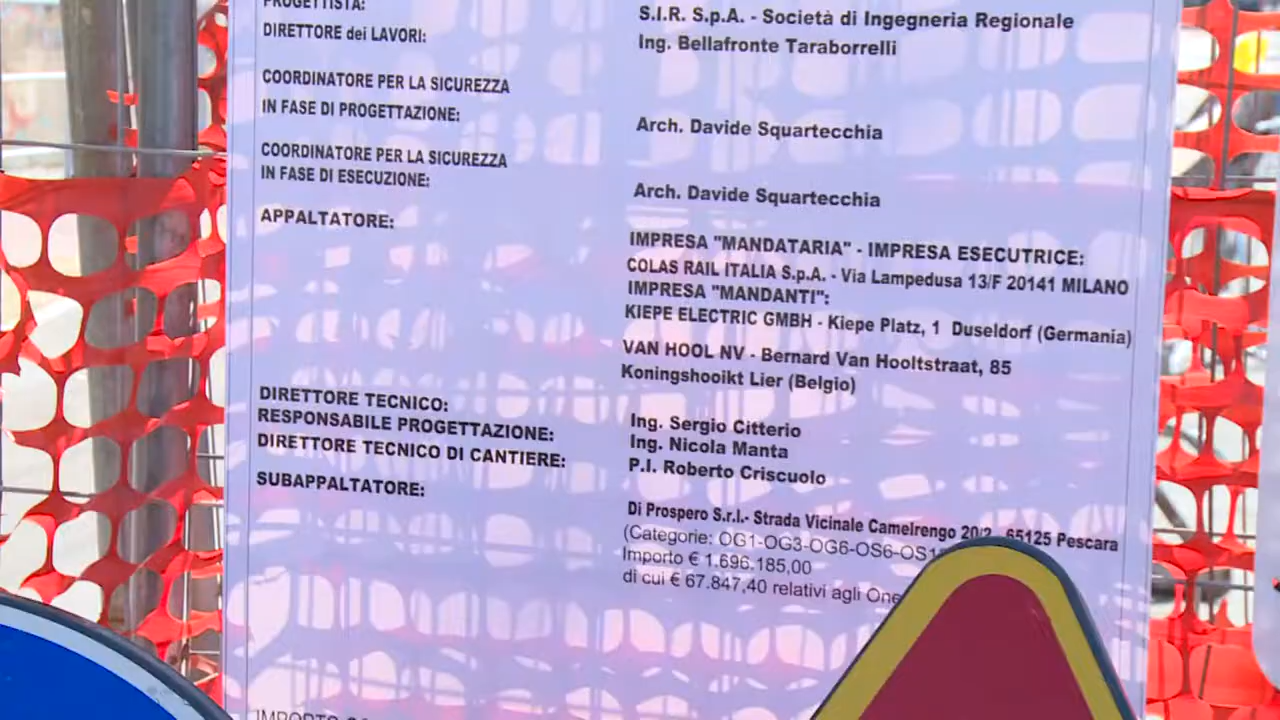 PROGETTISTA:
S.I.R. S.p.A. - Società di Ingegneria Regionale
DIRETTORE dei LAVORI:
Ing. Bellafronte Taraborrelli
COORDINATORE PER LA SICUREZZA
IN FASE DI PROGETTAZIONE:
Arch. Davide Squartecchia
COORDINATORE PER LA SICUREZZA
IN FASE DI ESECUZIONE:
Arch. Davide Squartecchia
APPALTATORE:
IMPRESA "MANDATARIA" - IMPRESA ESECUTRICE:
COLAS RAIL ITALIA S.p.A. - Via Lampedusa 13/F 20141 MILANO
IMPRESA "MANDANTI":
KIEPE ELECTRIC GMBH - Kiepe Platz, 1 Duseldorf (Germania)
VAN HOOL NV - Bernard Van Hooltstraat, 85
Koningshooikt Lier (Belgio)
DIRETTORE TECNICO:
Ing. Sergio Citterio
RESPONSABILE PROGETTAZIONE:
Ing. Nicola Manta
DIRETTORE TECNICO DI CANTIERE:
P.I. Roberto Criscuolo
SUBAPPALTATORE:
Di Prospero S.r.l.- Strada Vicinale Camelrengo 20/2 65125 Pescara
(Categorie: OG1-OG3-OG6-OS6-OS1
Importo € 1.696.185,00
di cui € 67.847,40 relativi agli One
IMPORTO